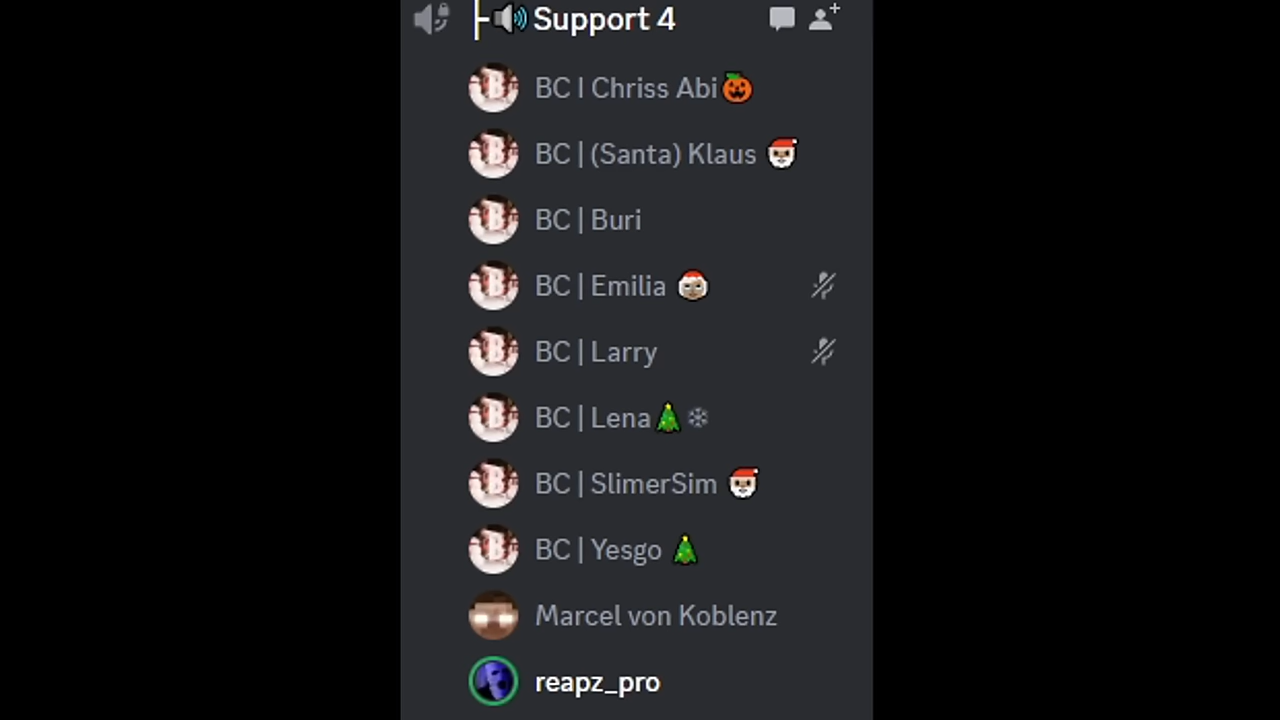 Support 4
BC I Chriss Abi🎃
BC | (Santa) Klaus 🎅
BC | Buri
BC | Emilia 🤶
BC | Larry
BC | Lena🎄❄
BC | SlimerSim 🎅
BC | Yesgo 🎄
Marcel von Koblenz
reapz_pro